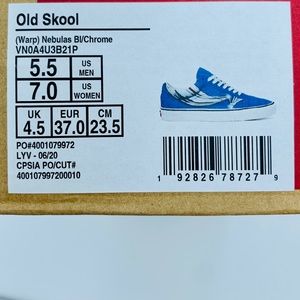 Old Skool
(Warp) Nebulas Bl/Chrome
VN0A4U3B21P
5.5 US MEN
7.0 US WOMEN
UK EUR CM
4.5 37.0 23.5
PO#4001079972
LYV - 06/20
CPSIA PO/CUT#
400107997200010
1 92826 78727 9